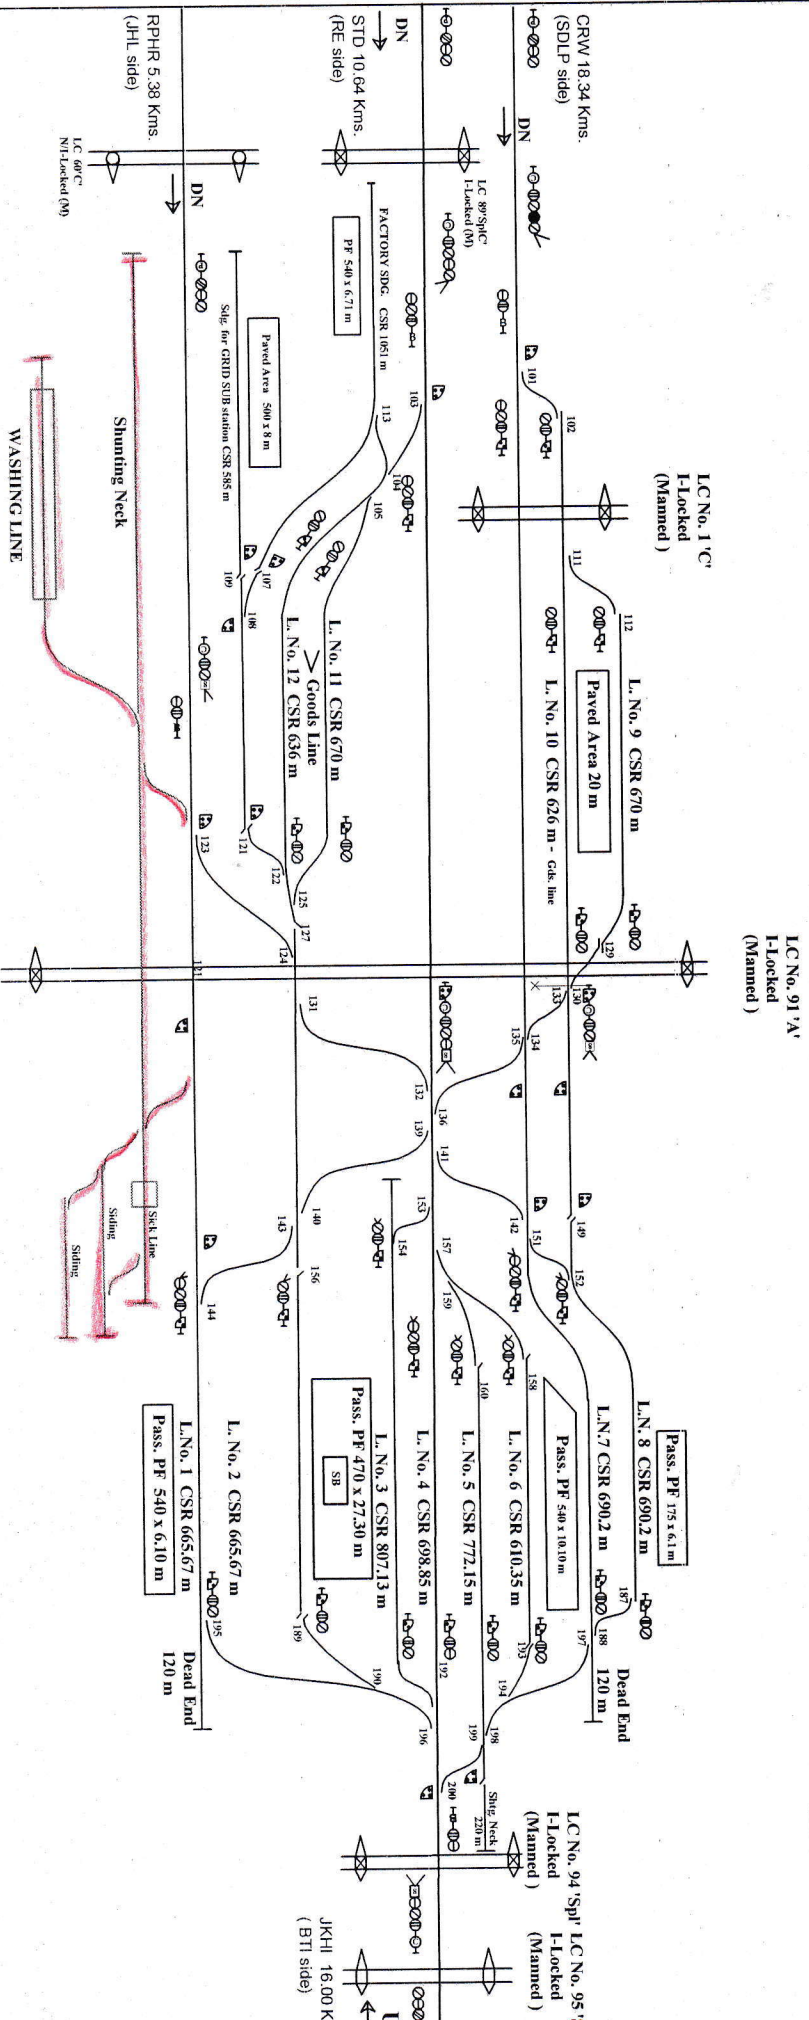 CRW 18.34 Kms.
(SDLP side)
DN
STD 10.64 Kms.
(RE side)
DN
RPHR 5.38 Kms.
(JHL side)
DN
LC 60'C'
N/I-Locked (M)
LC 89'Spl'C'
I-Locked (M)
FACTORY SDG. CSR 1051 m
PF 540 x 6.71 m
Paved Area 500 x 8 m
Sdg. for GRID SUB station CSR 585 m
Shunting Neck
WASHING LINE
LC No. 1 'C'
I-Locked
(Manned )
101
102
103
113
104
105
111
112
107
109
108
L. No. 9 CSR 670 m
Paved Area 20 m
L. No. 10 CSR 626 m - Gds. line
L. No. 11 CSR 670 m
Goods Line
L. No. 12 CSR 636 m
121
122
123
125
127
124
129
130
133
LC No. 91 'A'
I-Locked
(Manned )
131
132
134
135
136
139
140
141
142
143
144
149
151
152
153
154
156
157
159
158
160
Sick Line
Siding
Siding
Pass. PF 175 x 6.1 m
L.N. 8 CSR 690.2 m
L.N.7 CSR 690.2 m
Pass. PF 540 x 10.10 m
L. No. 6 CSR 610.35 m
L. No. 5 CSR 772.15 m
L. No. 4 CSR 698.85 m
L. No. 3 CSR 807.13 m
Pass. PF 470 x 27.30 m
SB
L. No. 2 CSR 665.67 m
L.No. 1 CSR 665.67 m
Pass. PF 540 x 6.10 m
187
188
189
190
192
193
194
195
196
197
198
199
200
Dead End
120 m
Dead End
120 m
Shtg. Neck
220 m
LC No. 94 'Spl'
I-Locked
(Manned )
LC No. 95
I-Locked
(Manned )
JKHI 16.00 K
( BTI side)